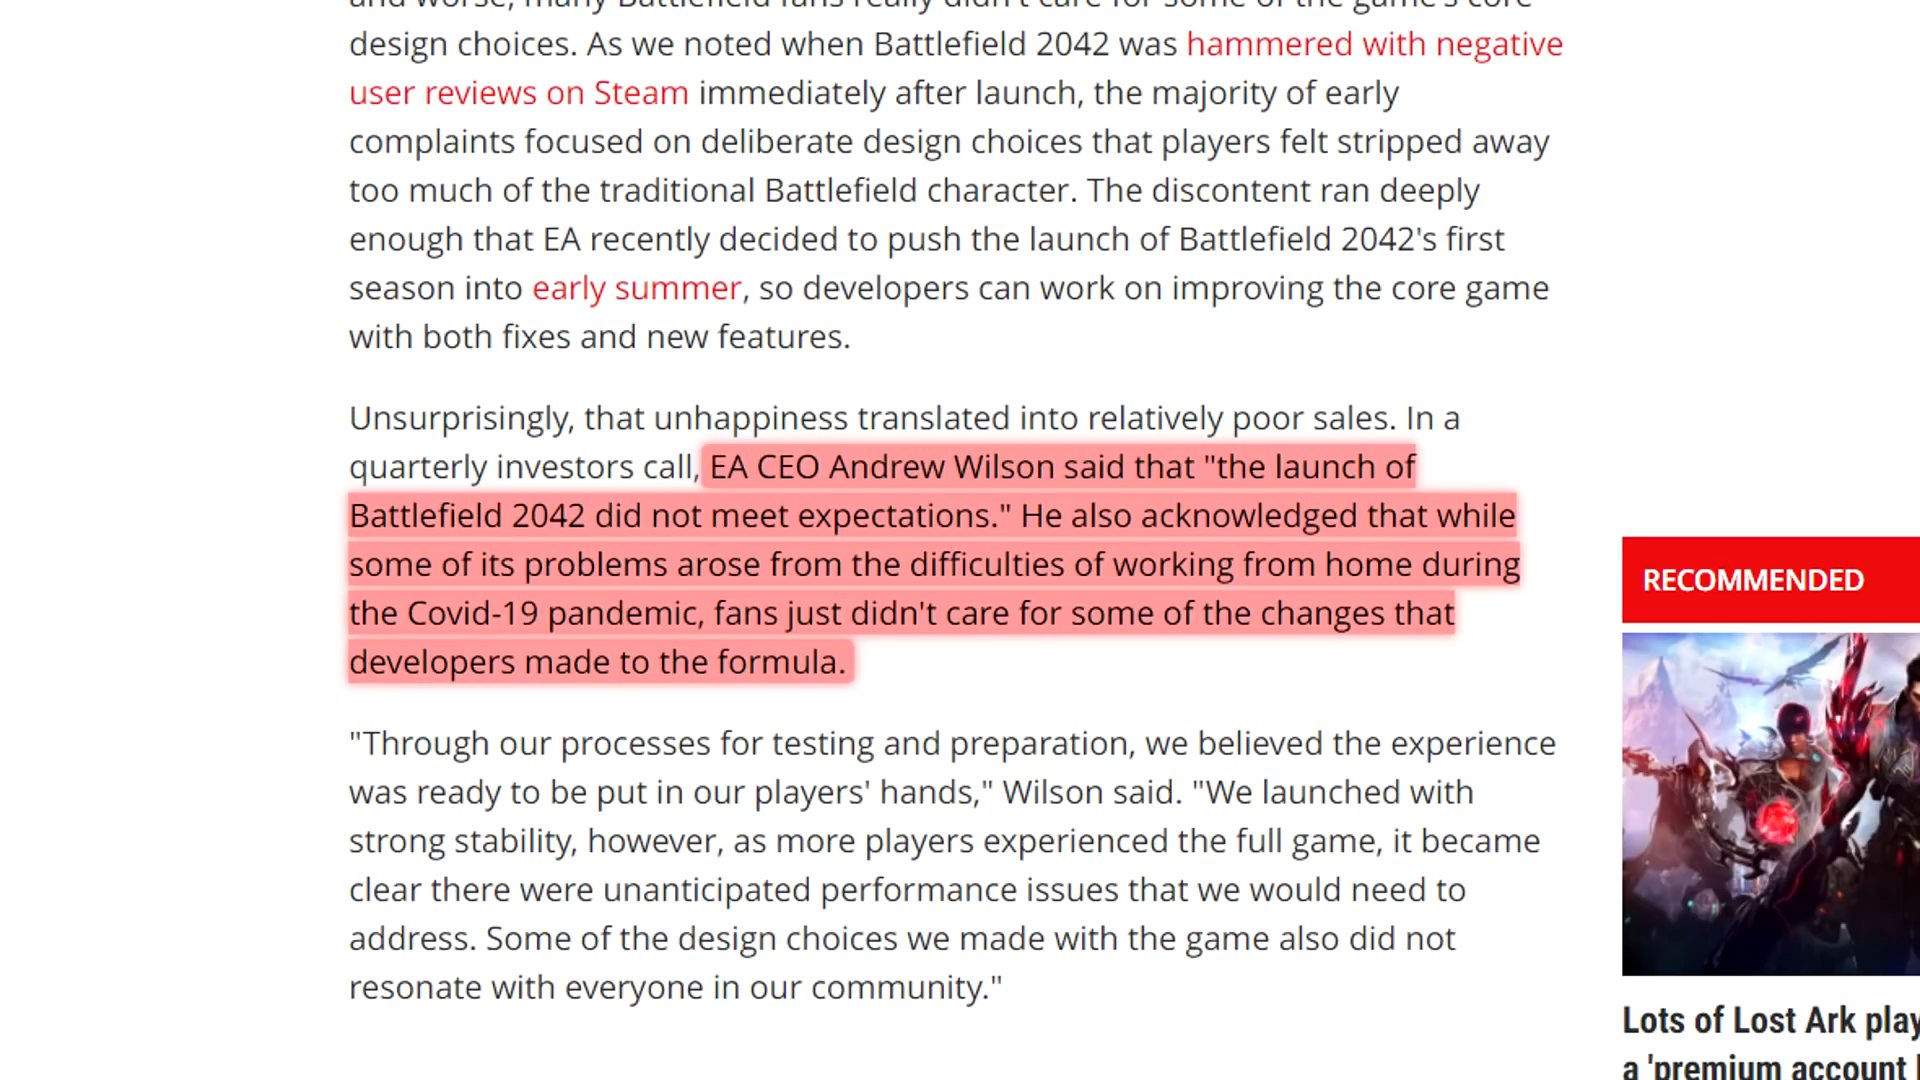 and worse, many Battlefield fans really didn't care for some of the game's core
design choices. As we noted when Battlefield 2042 was hammered with negative
user reviews on Steam immediately after launch, the majority of early
complaints focused on deliberate design choices that players felt stripped away
too much of the traditional Battlefield character. The discontent ran deeply
enough that EA recently decided to push the launch of Battlefield 2042's first
season into early summer, so developers can work on improving the core game
with both fixes and new features.
Unsurprisingly, that unhappiness translated into relatively poor sales. In a
quarterly investors call, EA CEO Andrew Wilson said that "the launch of
Battlefield 2042 did not meet expectations." He also acknowledged that while
some of its problems arose from the difficulties of working from home during
the Covid-19 pandemic, fans just didn't care for some of the changes that
developers made to the formula.
"Through our processes for testing and preparation, we believed the experience
was ready to be put in our players' hands," Wilson said. "We launched with
strong stability, however, as more players experienced the full game, it became
clear there were unanticipated performance issues that we would need to
address. Some of the design choices we made with the game also did not
resonate with everyone in our community."
RECOMMENDED
Lots of Lost Ark play
a 'premium account